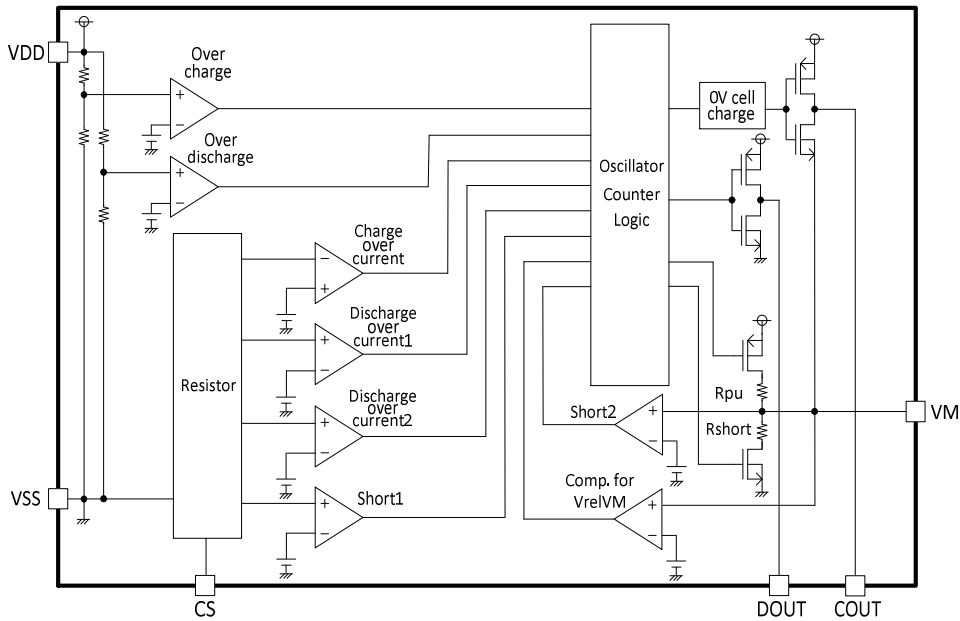 VDD
Over
charge
Over
discharge
0V cell
charge
Oscillator
Counter
Logic
Charge
over
current
Discharge
over
current1
Discharge
over
current2
Resistor
Short1
Short2
Comp. for
VrelVM
Rpu
Rshort
VM
VSS
CS
DOUT
COUT